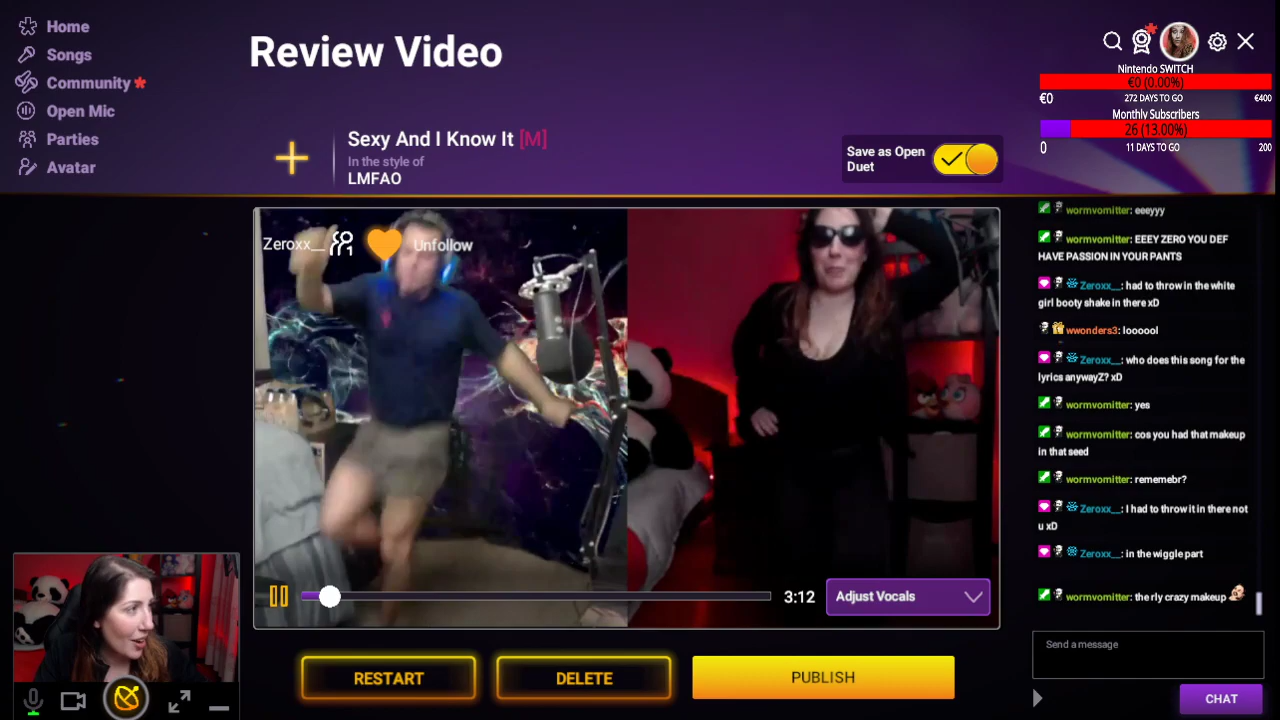 Home
Songs
Community
Open Mic
Parties
Avatar
Review Video
Sexy And I Know It [M]
In the style of
LMFAO
Save as Open
Duet
Nintendo SWITCH
€0 (0.00%)
€0 272 DAYS TO GO €400
Monthly Subscribers
26 (13.00%)
0 11 DAYS TO GO 200
Zeroxx__ Unfollow
3:12
Adjust Vocals
RESTART
DELETE
PUBLISH
wormvomitter: eeeyyy
wormvomitter: EEEY ZERO YOU DEF
HAVE PASSION IN YOUR PANTS
Zeroxx__: had to throw in the white
girl booty shake in there xD
wwonders3: loooool
Zeroxx__: who does this song for the
lyrics anywayZ? xD
wormvomitter: yes
wormvomitter: cos you had that makeup
in that seed
wormvomitter: rememebr?
Zeroxx__: I had to throw it in there not
u xD
Zeroxx__: in the wiggle part
wormvomitter: the rly crazy makeup
Send a message
CHAT